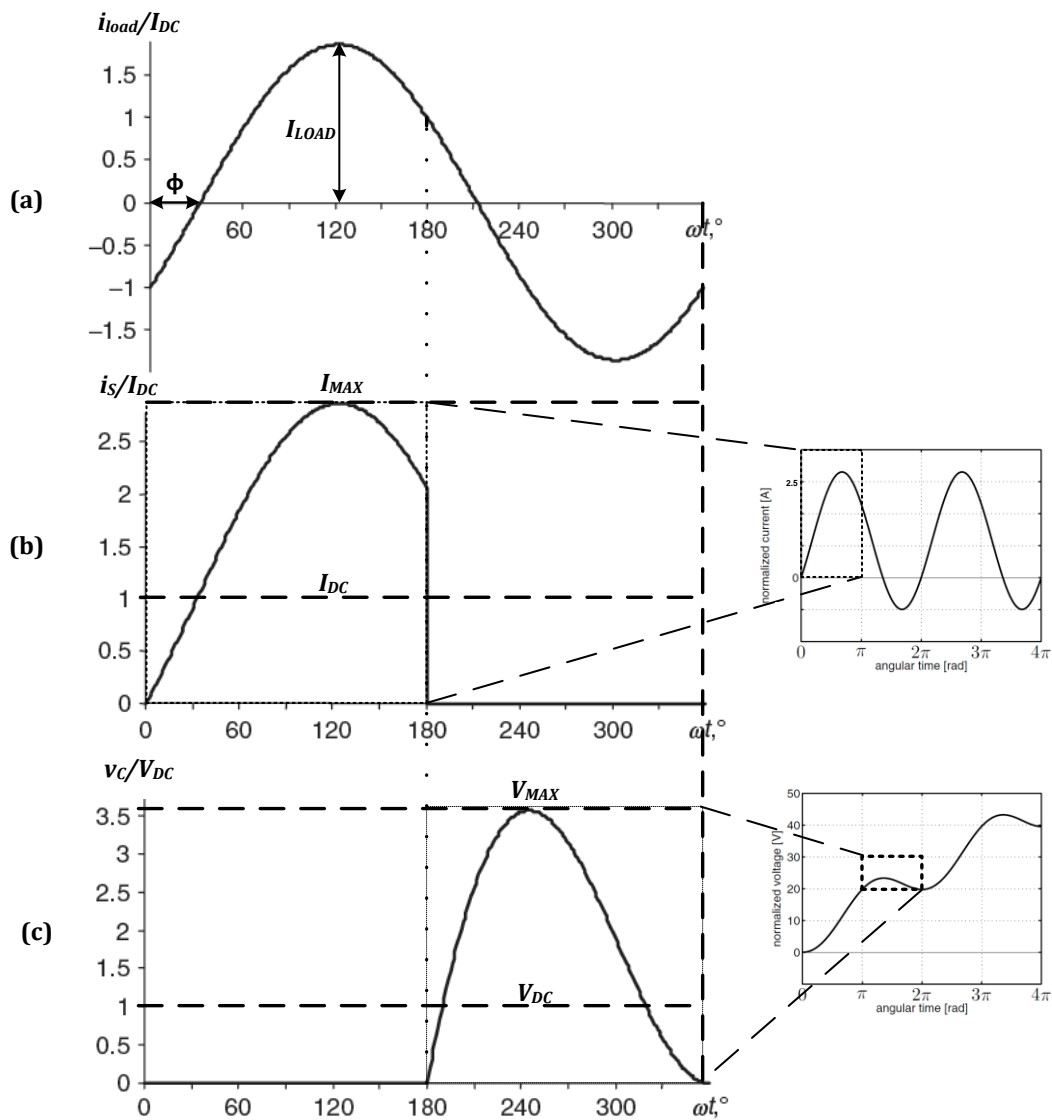 i_load/I_DC
1.5
1
0.5
0
−0.5
−1
−1.5
I_LOAD
ϕ
(a)
60 120 180 240 300 ωt,°
i_S/I_DC
I_MAX
2.5
2
1.5
1
0.5
0
I_DC
(b)
0 60 120 180 240 300 ωt,°
normalized current [A]
2.5
0
0 π 2π 3π 4π
angular time [rad]
v_C/V_DC
V_MAX
3.5
3
2.5
2
1.5
1
0.5
0
V_DC
(c)
0 60 120 180 240 300 ωt,°
normalized voltage [V]
50
40
30
20
10
0
0 π 2π 3π 4π
angular time [rad]